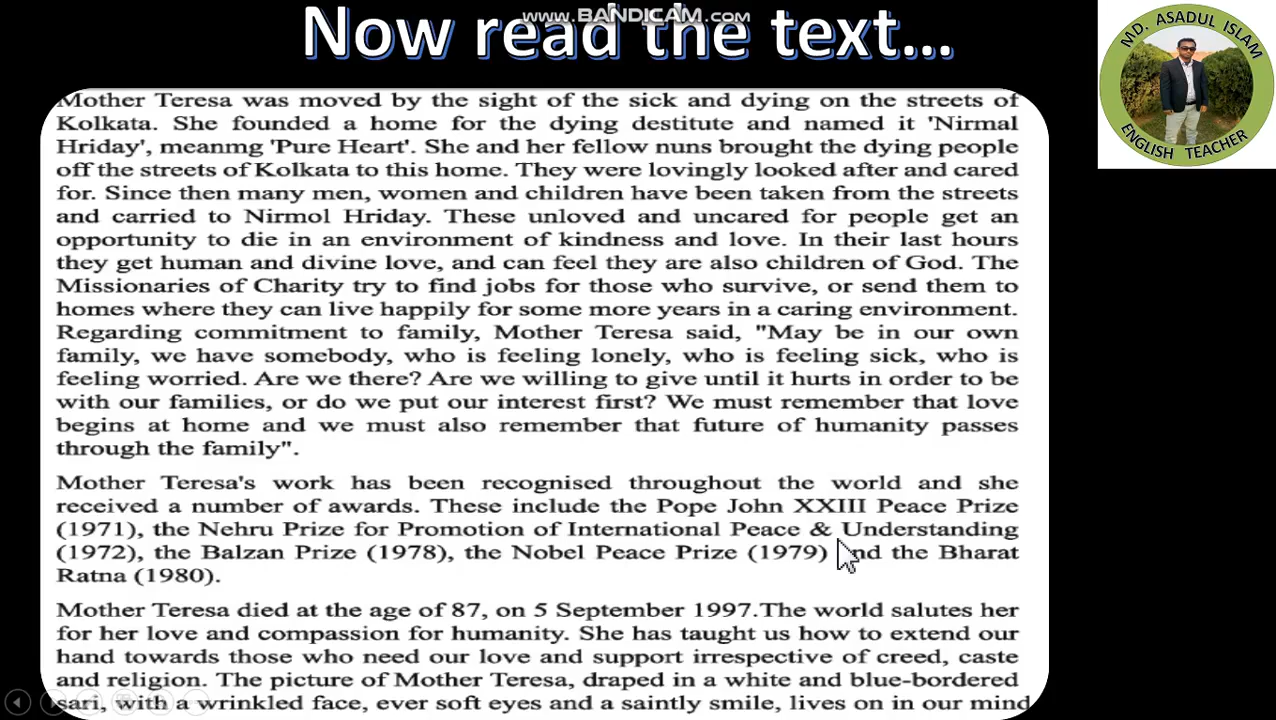 www.BANDICAM.com
Now read the text...
MD. ASADUL ISLAM
ENGLISH TEACHER
Mother Teresa was moved by the sight of the sick and dying on the streets of
Kolkata. She founded a home for the dying destitute and named it 'Nirmal
Hriday', meanmg 'Pure Heart'. She and her fellow nuns brought the dying people
off the streets of Kolkata to this home. They were lovingly looked after and cared
for. Since then many men, women and children have been taken from the streets
and carried to Nirmol Hriday. These unloved and uncared for people get an
opportunity to die in an environment of kindness and love. In their last hours
they get human and divine love, and can feel they are also children of God. The
Missionaries of Charity try to find jobs for those who survive, or send them to
homes where they can live happily for some more years in a caring environment.
Regarding commitment to family, Mother Teresa said, "May be in our own
family, we have somebody, who is feeling lonely, who is feeling sick, who is
feeling worried. Are we there? Are we willing to give until it hurts in order to be
with our families, or do we put our interest first? We must remember that love
begins at home and we must also remember that future of humanity passes
through the family".
Mother Teresa's work has been recognised throughout the world and she
received a number of awards. These include the Pope John XXIII Peace Prize
(1971), the Nehru Prize for Promotion of International Peace & Understanding
(1972), the Balzan Prize (1978), the Nobel Peace Prize (1979) and the Bharat
Ratna (1980).
Mother Teresa died at the age of 87, on 5 September 1997.The world salutes her
for her love and compassion for humanity. She has taught us how to extend our
hand towards those who need our love and support irrespective of creed, caste
and religion. The picture of Mother Teresa, draped in a white and blue-bordered
sari, with a wrinkled face, ever soft eyes and a saintly smile, lives on in our mind